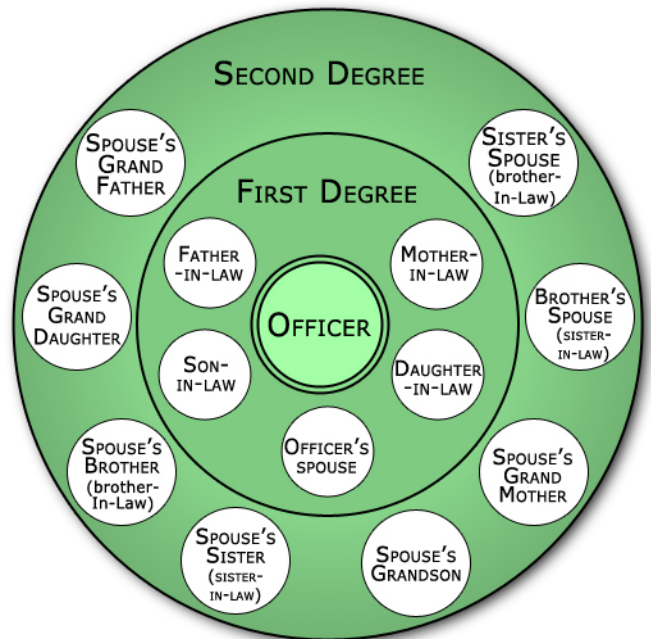 SECOND DEGREE
SPOUSE'S
GRAND
FATHER
SISTER'S
SPOUSE
(brother-
In-Law)
FIRST DEGREE
FATHER
-IN-LAW
MOTHER-
IN-LAW
SPOUSE'S
GRAND
DAUGHTER
OFFICER
BROTHER'S
SPOUSE
(SISTER-
IN-LAW)
SON-
IN-LAW
DAUGHTER
-IN-LAW
SPOUSE'S
BROTHER
(brother-
In-Law)
OFFICER'S
SPOUSE
SPOUSE'S
GRAND
MOTHER
SPOUSE'S
SISTER
(SISTER-
IN-LAW)
SPOUSE'S
GRANDSON